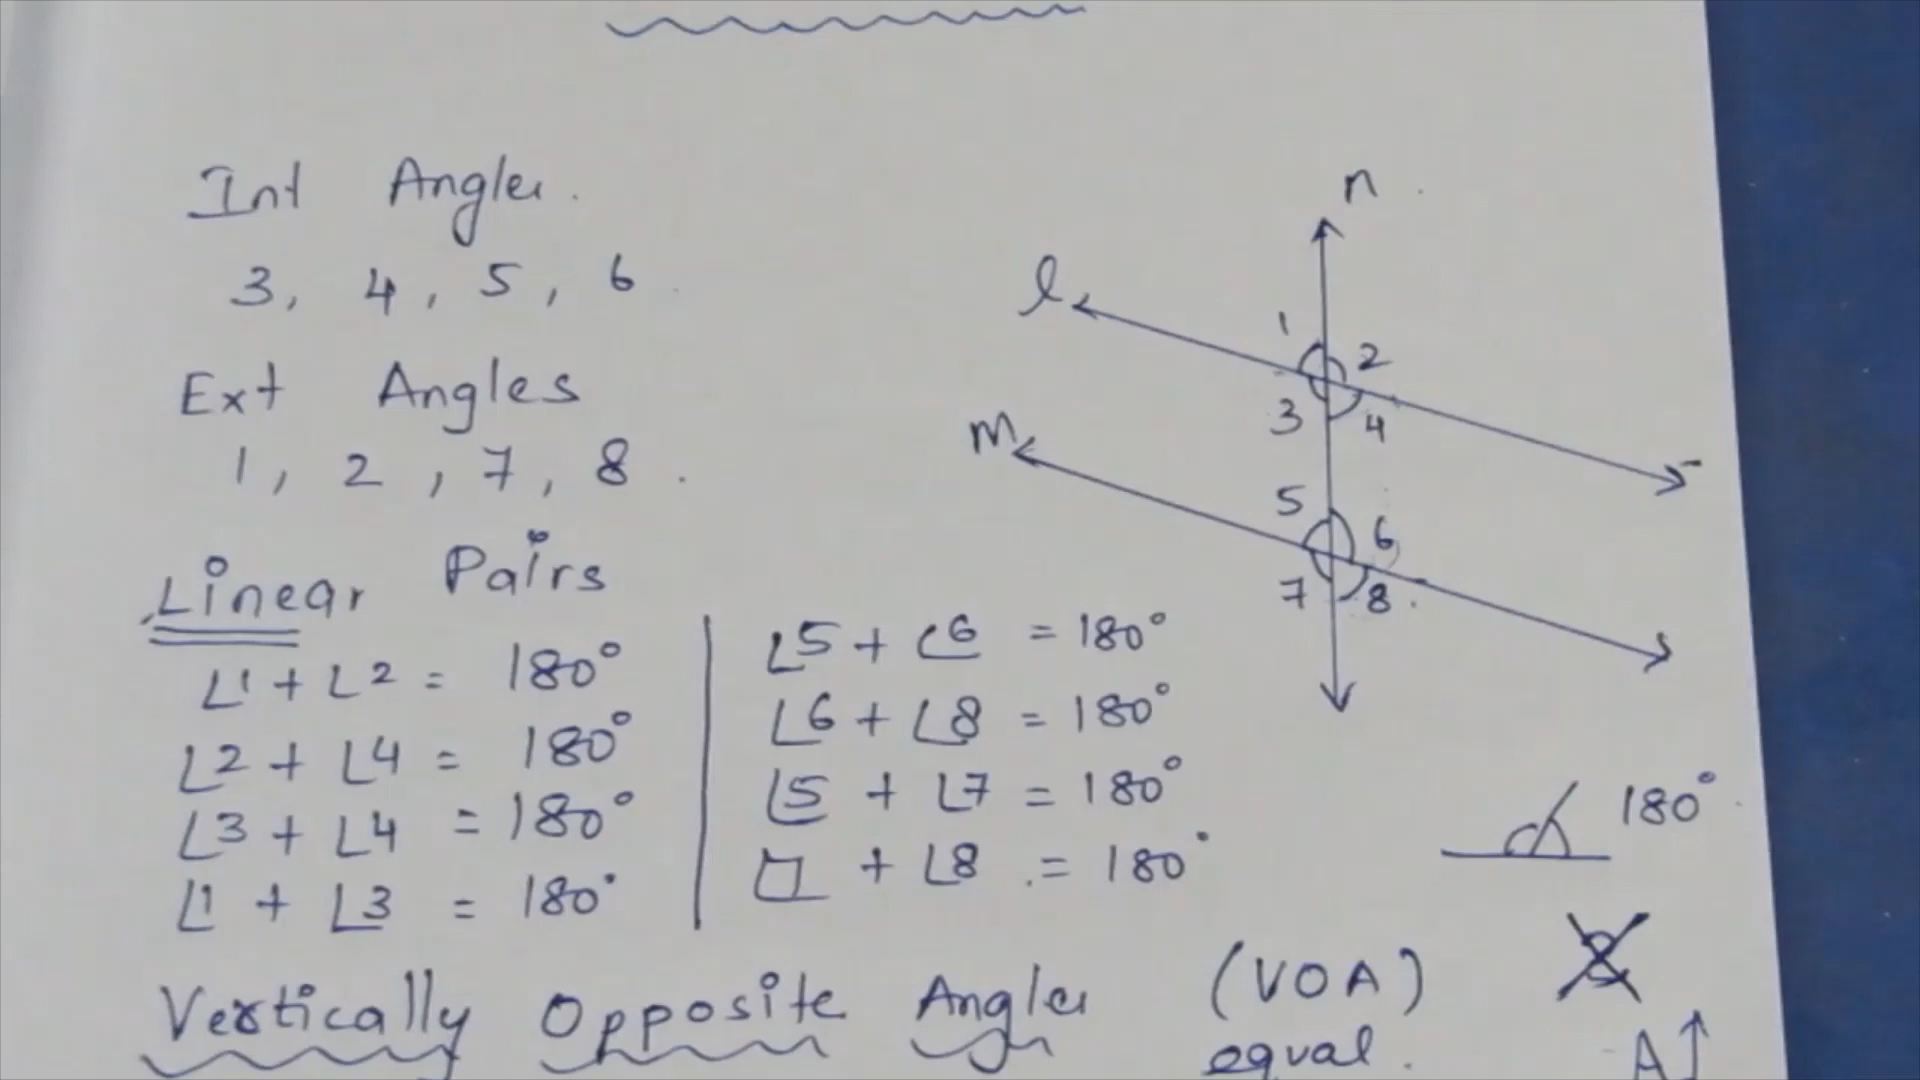 Int Angles.
3, 4, 5, 6
Ext Angles
1, 2, 7, 8.
Linear Pairs
∠1 + ∠2 = 180°
∠2 + ∠4 = 180°
∠3 + ∠4 = 180°
∠1 + ∠3 = 180°
∠5 + ∠6 = 180°
∠6 + ∠8 = 180°
∠5 + ∠7 = 180°
∠7 + ∠8 = 180°
Vertically Opposite Angles (VOA)
equal.
n
l
1 2
3 4
m
5 6
7 8
180°
A